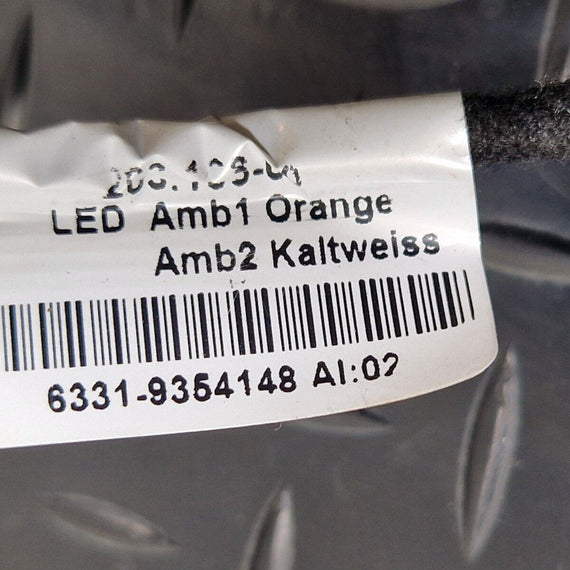 LED Amb1 Orange
Amb2 Kaltweiss
6331-9354148 AI:02